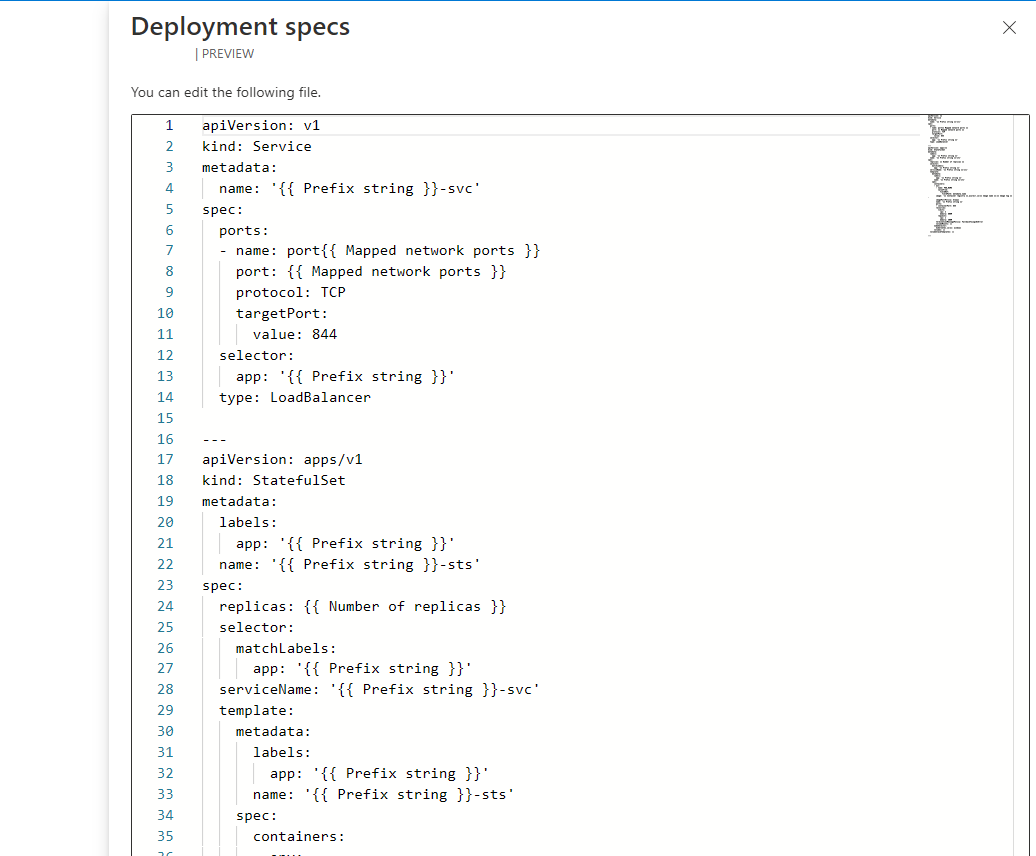 Deployment specs
| PREVIEW
You can edit the following file.
1 apiVersion: v1
2 kind: Service
3 metadata:
4 name: '{{ Prefix string }}-svc'
5 spec:
6 ports:
7 - name: port{{ Mapped network ports }}
8 port: {{ Mapped network ports }}
9 protocol: TCP
10 targetPort:
11 value: 844
12 selector:
13 app: '{{ Prefix string }}'
14 type: LoadBalancer
15
16 ---
17 apiVersion: apps/v1
18 kind: StatefulSet
19 metadata:
20 labels:
21 app: '{{ Prefix string }}'
22 name: '{{ Prefix string }}-sts'
23 spec:
24 replicas: {{ Number of replicas }}
25 selector:
26 matchLabels:
27 app: '{{ Prefix string }}'
28 serviceName: '{{ Prefix string }}-svc'
29 template:
30 metadata:
31 labels:
32 app: '{{ Prefix string }}'
33 name: '{{ Prefix string }}-sts'
34 spec:
35 containers: